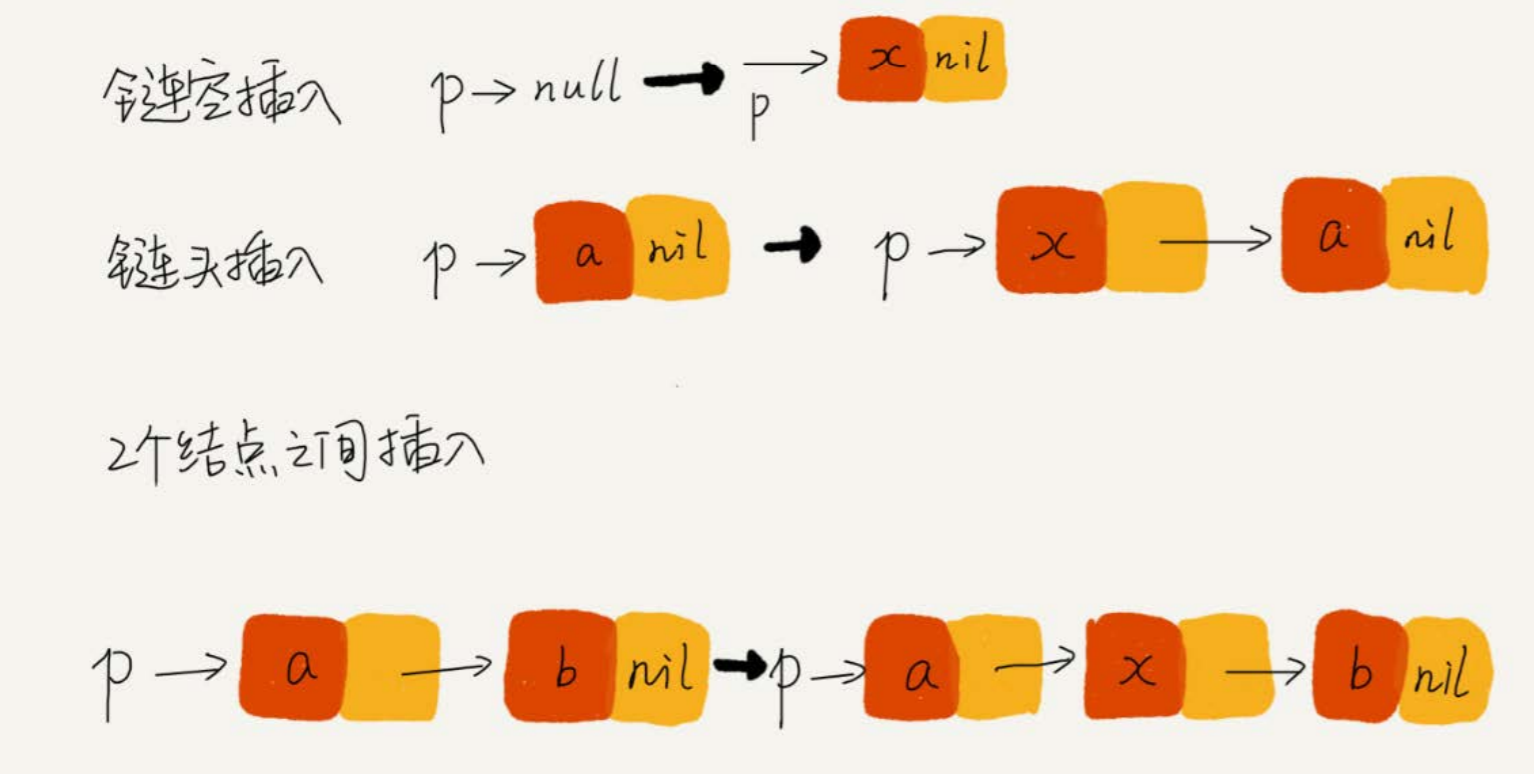 链空插入 p→ null → p → x nil
链头插入 p → a nil → p → x → a nil
2个结点之间插入
p → a → b nil → p → a → x → b nil